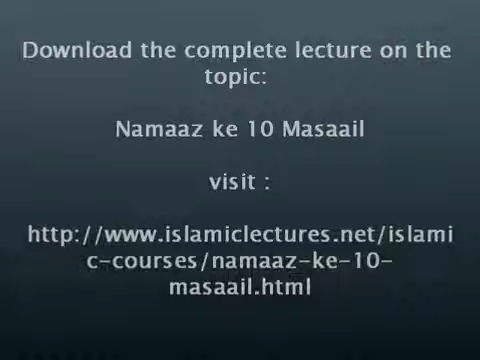 Download the complete lecture on the
topic:
Namaaz ke 10 Masaail
visit :
http://www.islamiclectures.net/islami
c-courses/namaaz-ke-10-
masaail.html